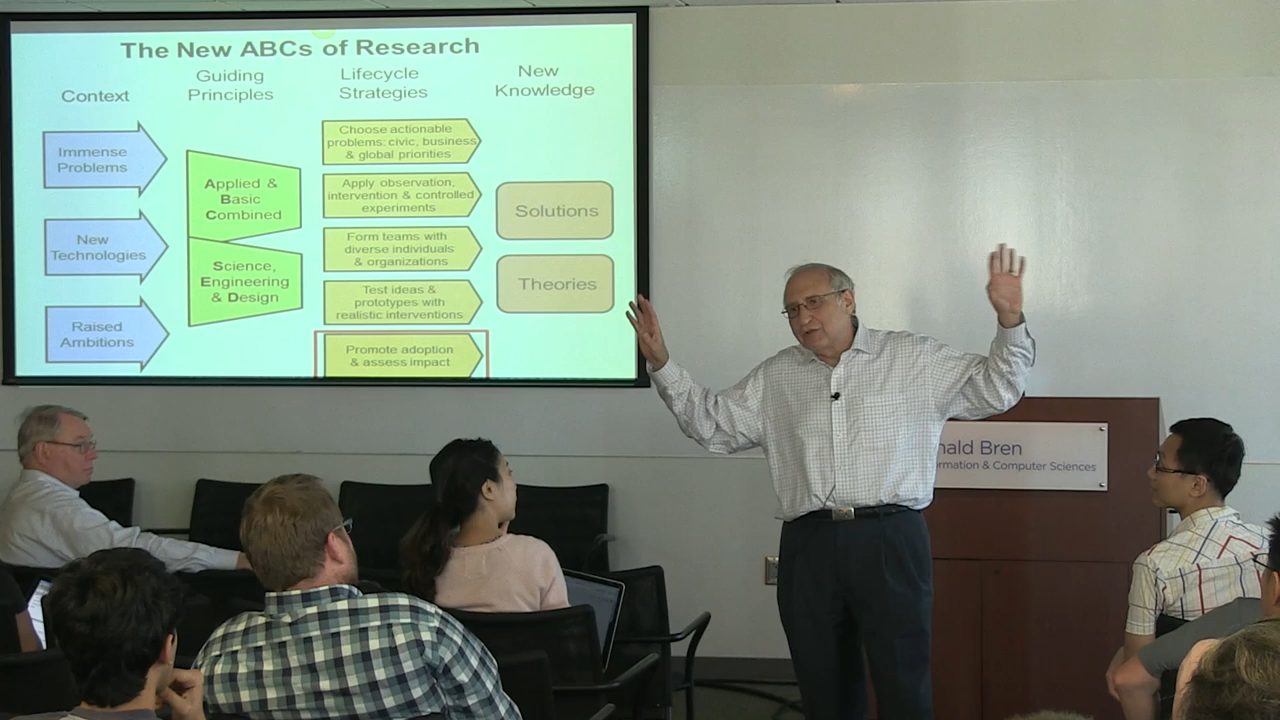 The New ABCs of Research
Context
Guiding
Principles
Lifecycle
Strategies
New
Knowledge
Immense
Problems
New
Technologies
Raised
Ambitions
Applied &
Basic
Combined
Science,
Engineering
& Design
Choose actionable
problems: civic, business
& global priorities
Apply observation,
intervention & controlled
experiments
Form teams with
diverse individuals
& organizations
Test ideas &
prototypes with
realistic interventions
Promote adoption
& assess impact
Solutions
Theories
nald Bren
ormation & Computer Sciences